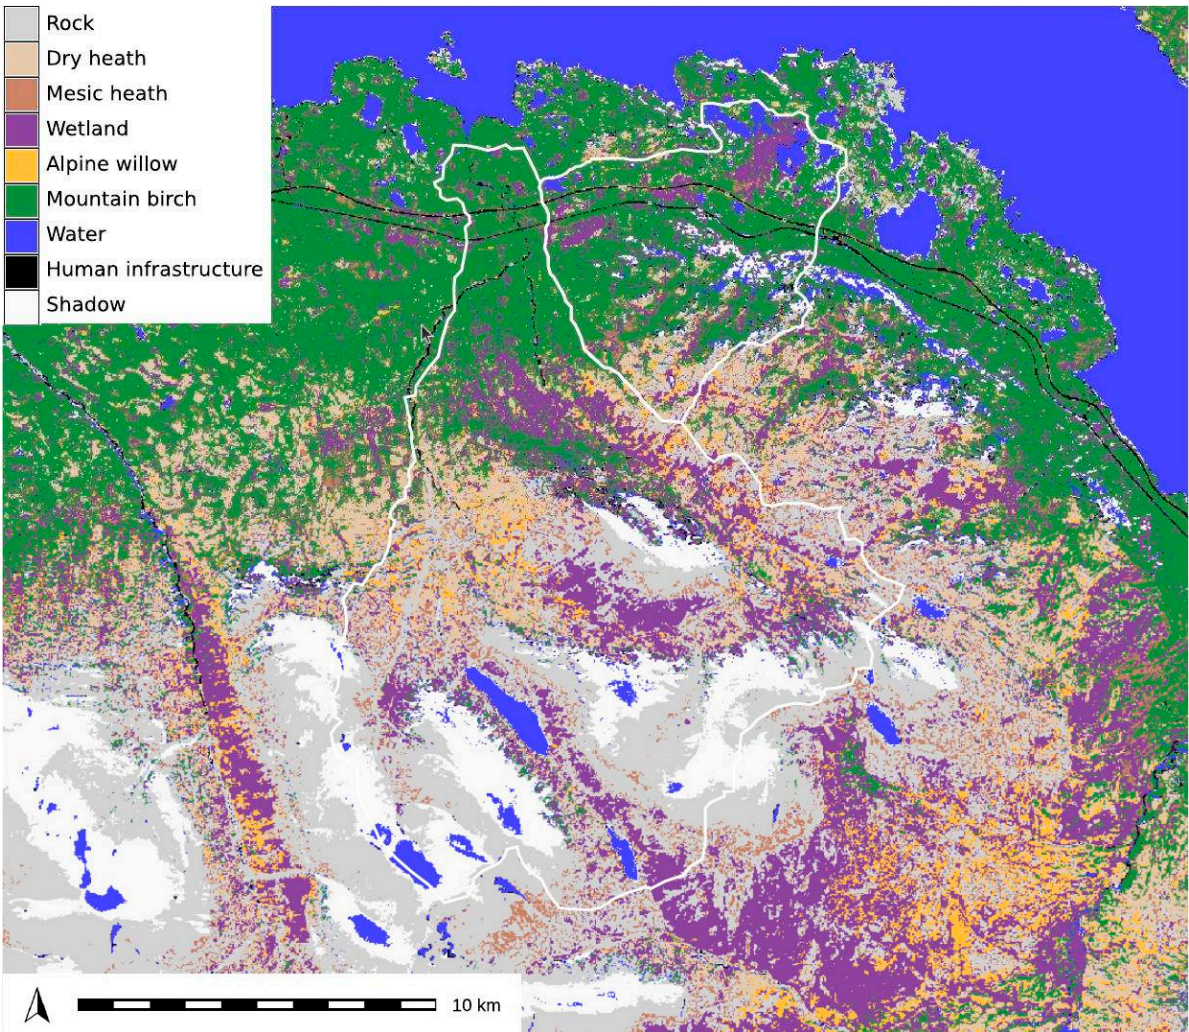 Rock
Dry heath
Mesic heath
Wetland
Alpine willow
Mountain birch
Water
Human infrastructure
Shadow
10 km